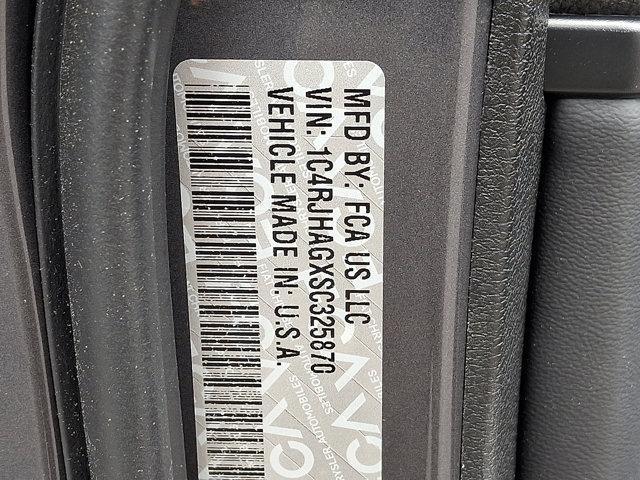 MFD BY: FCA US LLC
VIN: 1C4RJHAGXSC325870
VEHICLE MADE IN: U.S.A.